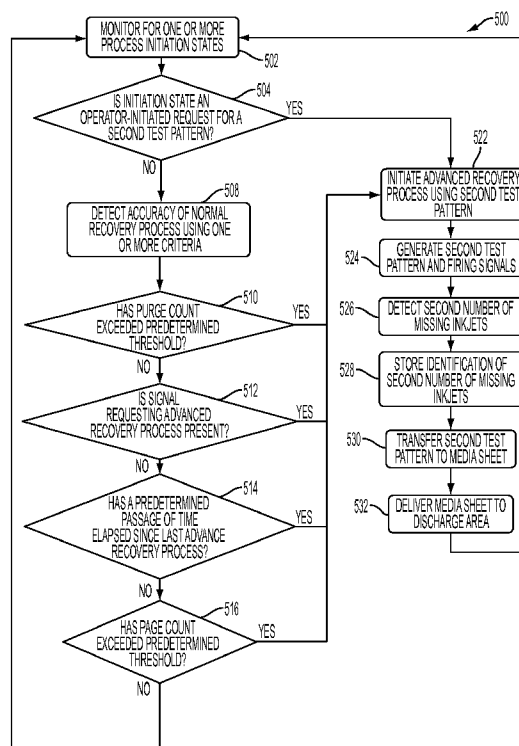 500
MONITOR FOR ONE OR MORE
PROCESS INITIATION STATES
502
504
IS INITIATION STATE AN
OPERATOR-INITIATED REQUEST FOR A
SECOND TEST PATTERN?
YES
NO
508
DETECT ACCURACY OF NORMAL
RECOVERY PROCESS USING ONE
OR MORE CRITERIA
510
HAS PURGE COUNT
EXCEEDED PREDETERMINED
THRESHOLD?
YES
NO
512
IS SIGNAL
REQUESTING ADVANCED
RECOVERY PROCESS PRESENT?
YES
NO
514
HAS A PREDETERMINED
PASSAGE OF TIME
ELAPSED SINCE LAST ADVANCE
RECOVERY PROCESS?
YES
NO
516
HAS PAGE COUNT
EXCEEDED PREDETERMINED
THRESHOLD?
YES
NO
522
INITIATE ADVANCED RECOVERY
PROCESS USING SECOND TEST
PATTERN
524
GENERATE SECOND TEST
PATTERN AND FIRING SIGNALS
526
DETECT SECOND NUMBER OF
MISSING INKJETS
528
STORE IDENTIFICATION OF
SECOND NUMBER OF MISSING
INKJETS
530
TRANSFER SECOND TEST
PATTERN TO MEDIA SHEET
532
DELIVER MEDIA SHEET TO
DISCHARGE AREA